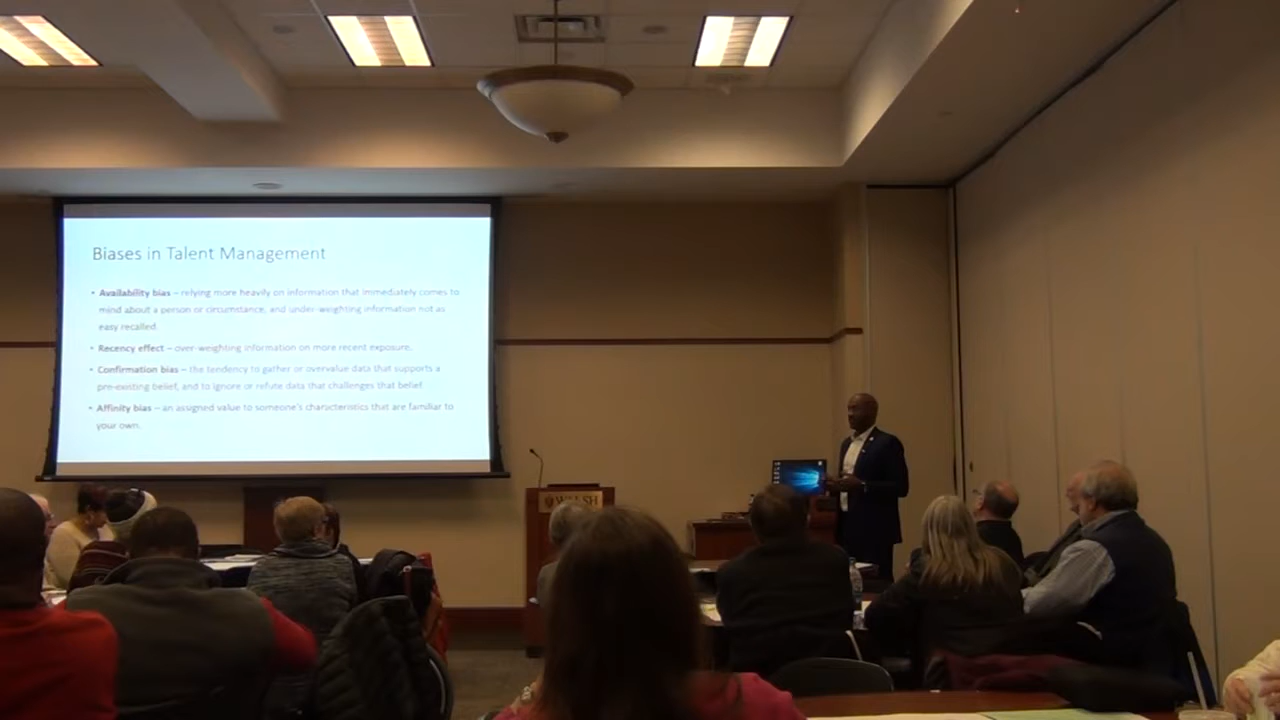 Biases in Talent Management
• Availability bias – relying more heavily on information that immediately comes to
mind about a person or circumstance, and under-weighting information not as
easy recalled.
• Recency effect – over-weighting information on more recent exposure.
• Confirmation bias – the tendency to gather or overvalue data that supports a
pre-existing belief, and to ignore or refute data that challenges that belief
• Affinity bias – an assigned value to someone's characteristics that are familiar to
your own.
WALSH